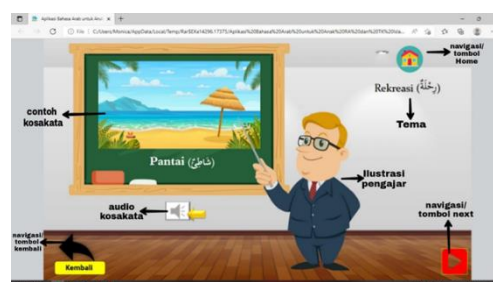 Aplikasi Bahasa Arab untuk Anak
navigasi/
tombol
Home
Rekreasi (رِحْلَةٌ)
Tema
contoh
kosakata
Pantai (شَاطِئٌ)
Ilustrasi
pengajar
audio
kosakata
navigasi/
tombol next
navigasi/
tombol
kembali
Kembali